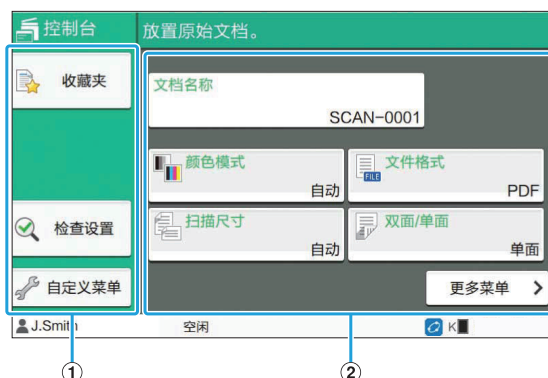 控制台
放置原始文档。
收藏夹
检查设置
自定义菜单
文档名称
SCAN-0001
颜色模式
自动
文件格式
FILE
PDF
扫描尺寸
自动
双面/单面
单面
更多菜单
J.Smith
空闲
K
①
②